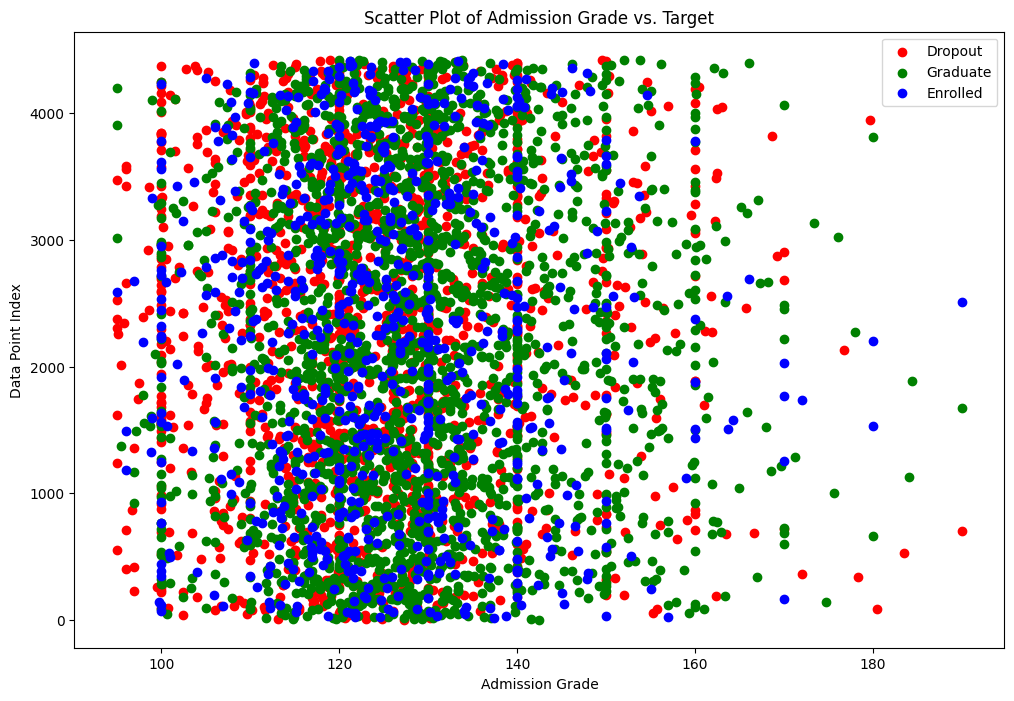 Scatter Plot of Admission Grade vs. Target
Dropout
Graduate
Enrolled
Data Point Index
4000
3000
2000
1000
0
100 120 140 160 180
Admission Grade